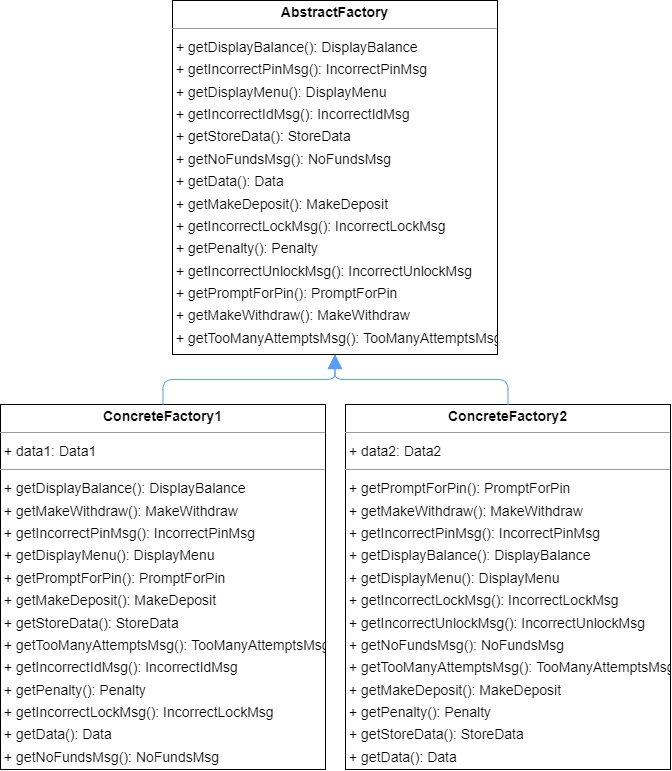 AbstractFactory
+ getDisplayBalance(): DisplayBalance
+ getIncorrectPinMsg(): IncorrectPinMsg
+ getDisplayMenu(): DisplayMenu
+ getIncorrectIdMsg(): IncorrectIdMsg
+ getStoreData(): StoreData
+ getNoFundsMsg(): NoFundsMsg
+ getData(): Data
+ getMakeDeposit(): MakeDeposit
+ getIncorrectLockMsg(): IncorrectLockMsg
+ getPenalty(): Penalty
+ getIncorrectUnlockMsg(): IncorrectUnlockMsg
+ getPromptForPin(): PromptForPin
+ getMakeWithdraw(): MakeWithdraw
+ getTooManyAttemptsMsg(): TooManyAttemptsMsg
ConcreteFactory1
+ data1: Data1
+ getDisplayBalance(): DisplayBalance
+ getMakeWithdraw(): MakeWithdraw
+ getIncorrectPinMsg(): IncorrectPinMsg
+ getDisplayMenu(): DisplayMenu
+ getPromptForPin(): PromptForPin
+ getMakeDeposit(): MakeDeposit
+ getStoreData(): StoreData
+ getTooManyAttemptsMsg(): TooManyAttemptsMsg
+ getIncorrectIdMsg(): IncorrectIdMsg
+ getPenalty(): Penalty
+ getIncorrectLockMsg(): IncorrectLockMsg
+ getData(): Data
+ getNoFundsMsg(): NoFundsMsg
ConcreteFactory2
+ data2: Data2
+ getPromptForPin(): PromptForPin
+ getMakeWithdraw(): MakeWithdraw
+ getIncorrectPinMsg(): IncorrectPinMsg
+ getDisplayBalance(): DisplayBalance
+ getDisplayMenu(): DisplayMenu
+ getIncorrectLockMsg(): IncorrectLockMsg
+ getIncorrectUnlockMsg(): IncorrectUnlockMsg
+ getNoFundsMsg(): NoFundsMsg
+ getTooManyAttemptsMsg(): TooManyAttemptsMsg
+ getMakeDeposit(): MakeDeposit
+ getPenalty(): Penalty
+ getStoreData(): StoreData
+ getData(): Data